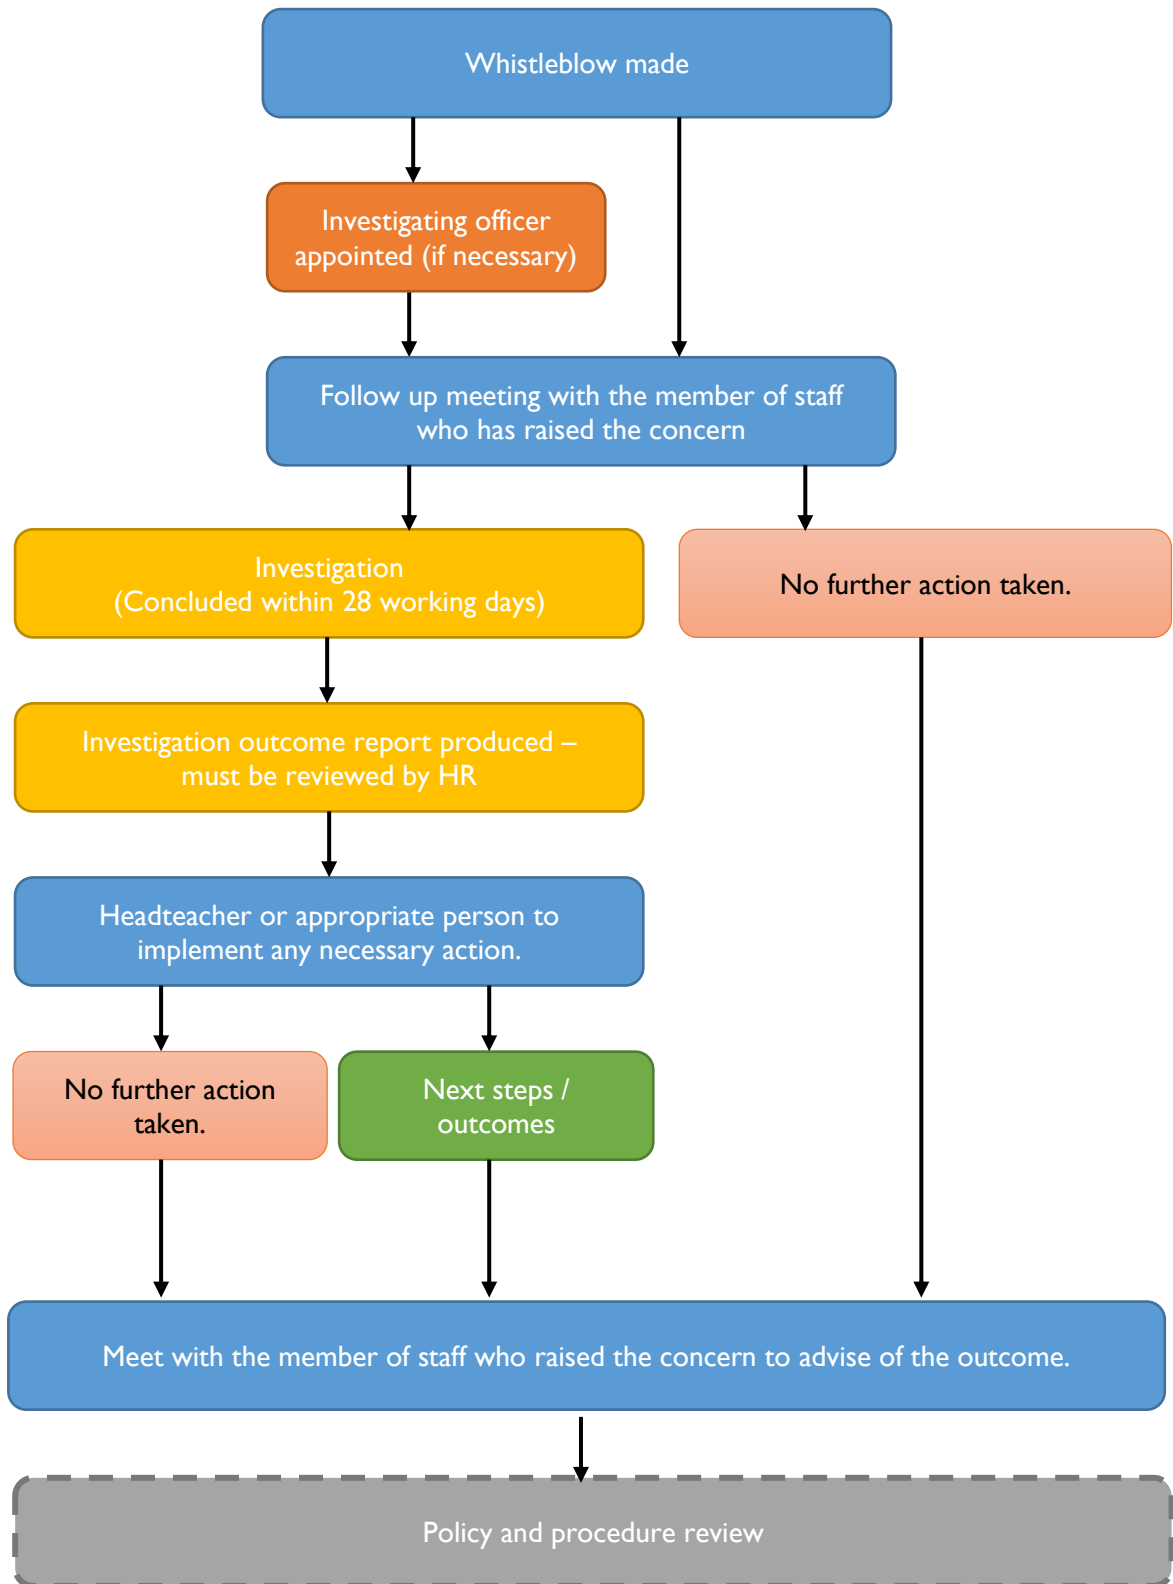 Whistleblow made
Investigating officer
appointed (if necessary)
Follow up meeting with the member of staff
who has raised the concern
Investigation
(Concluded within 28 working days)
No further action taken.
Investigation outcome report produced –
must be reviewed by HR
Headteacher or appropriate person to
implement any necessary action.
No further action
taken.
Next steps /
outcomes
Meet with the member of staff who raised the concern to advise of the outcome.
Policy and procedure review